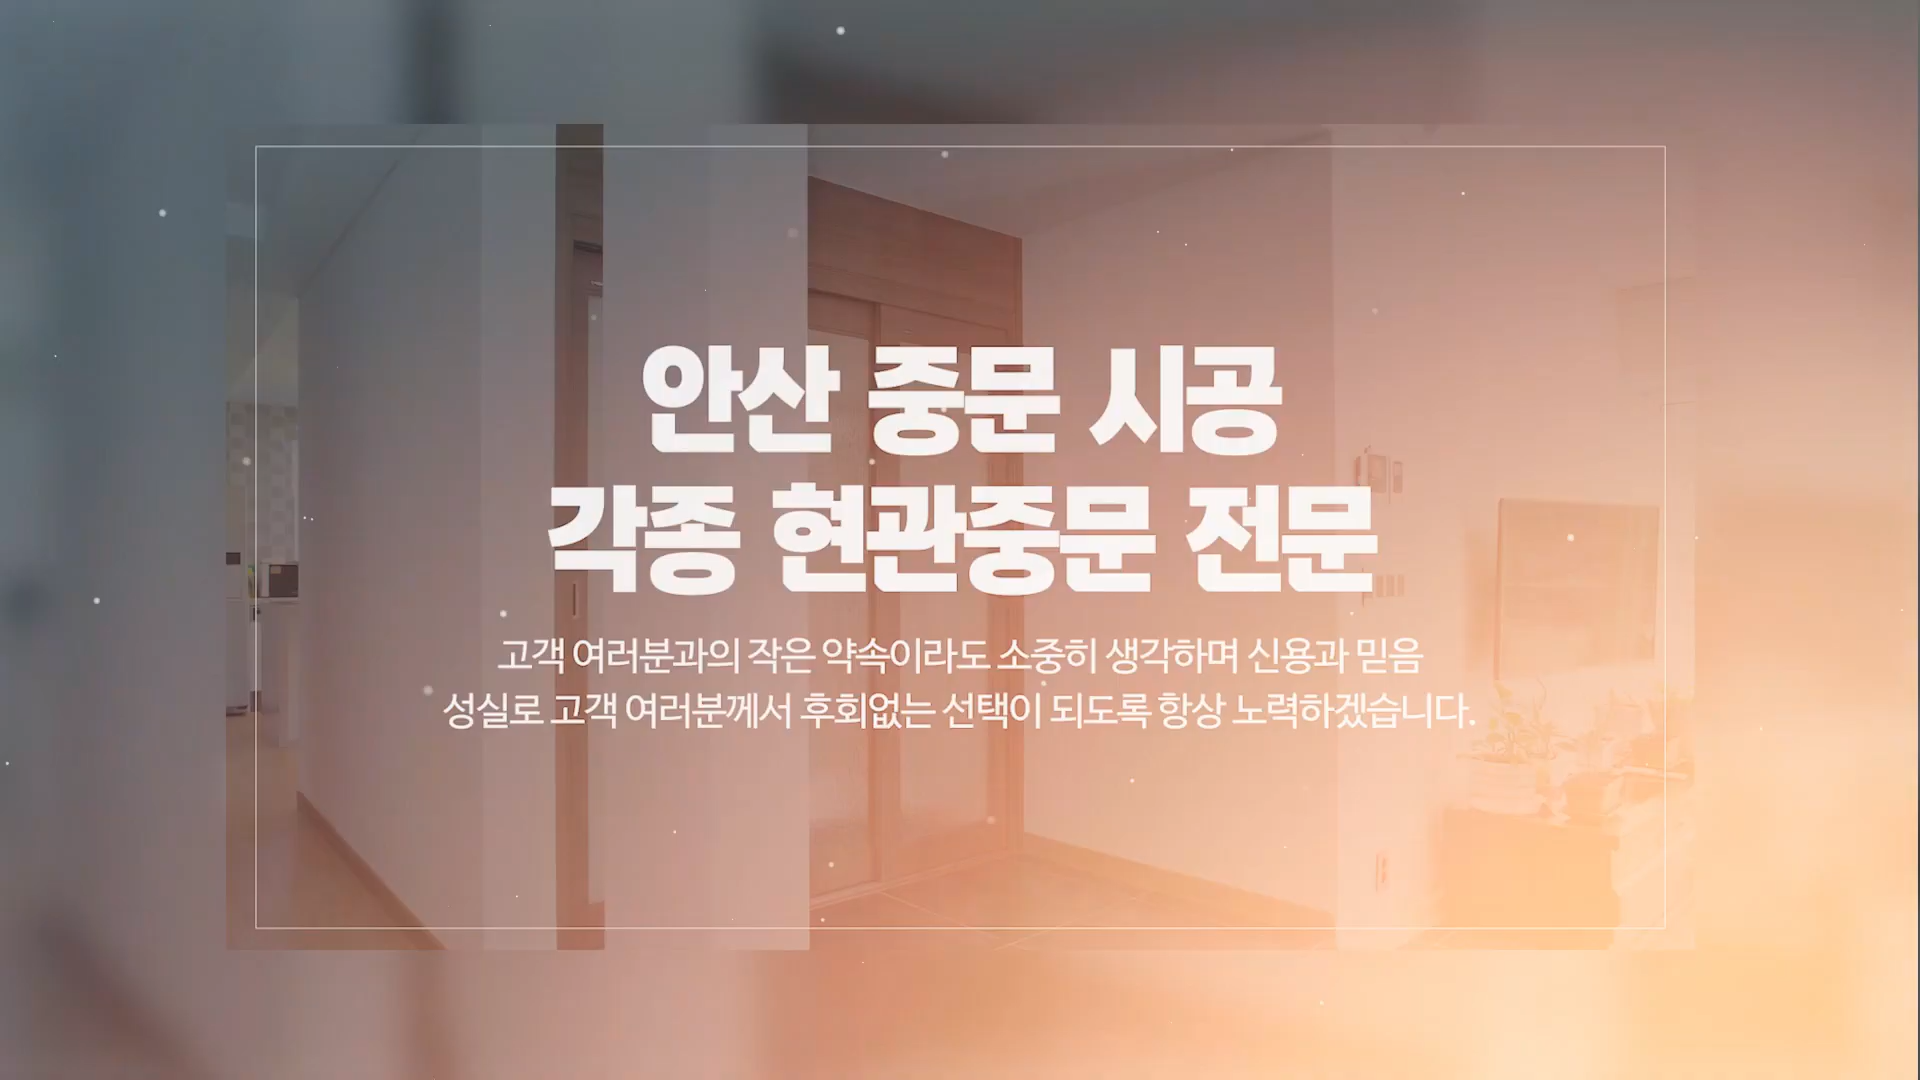 안산 중문 시공
각종 현관중문 전문
고객 여러분과의 작은 약속이라도 소중히 생각하며 신용과 믿음
성실로 고객 여러분께서 후회없는 선택이 되도록 항상 노력하겠습니다.